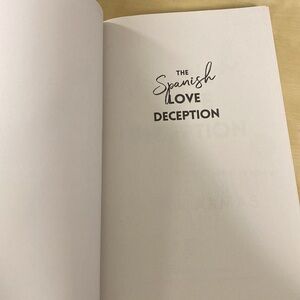 THE
Spanish
LOVE
DECEPTION